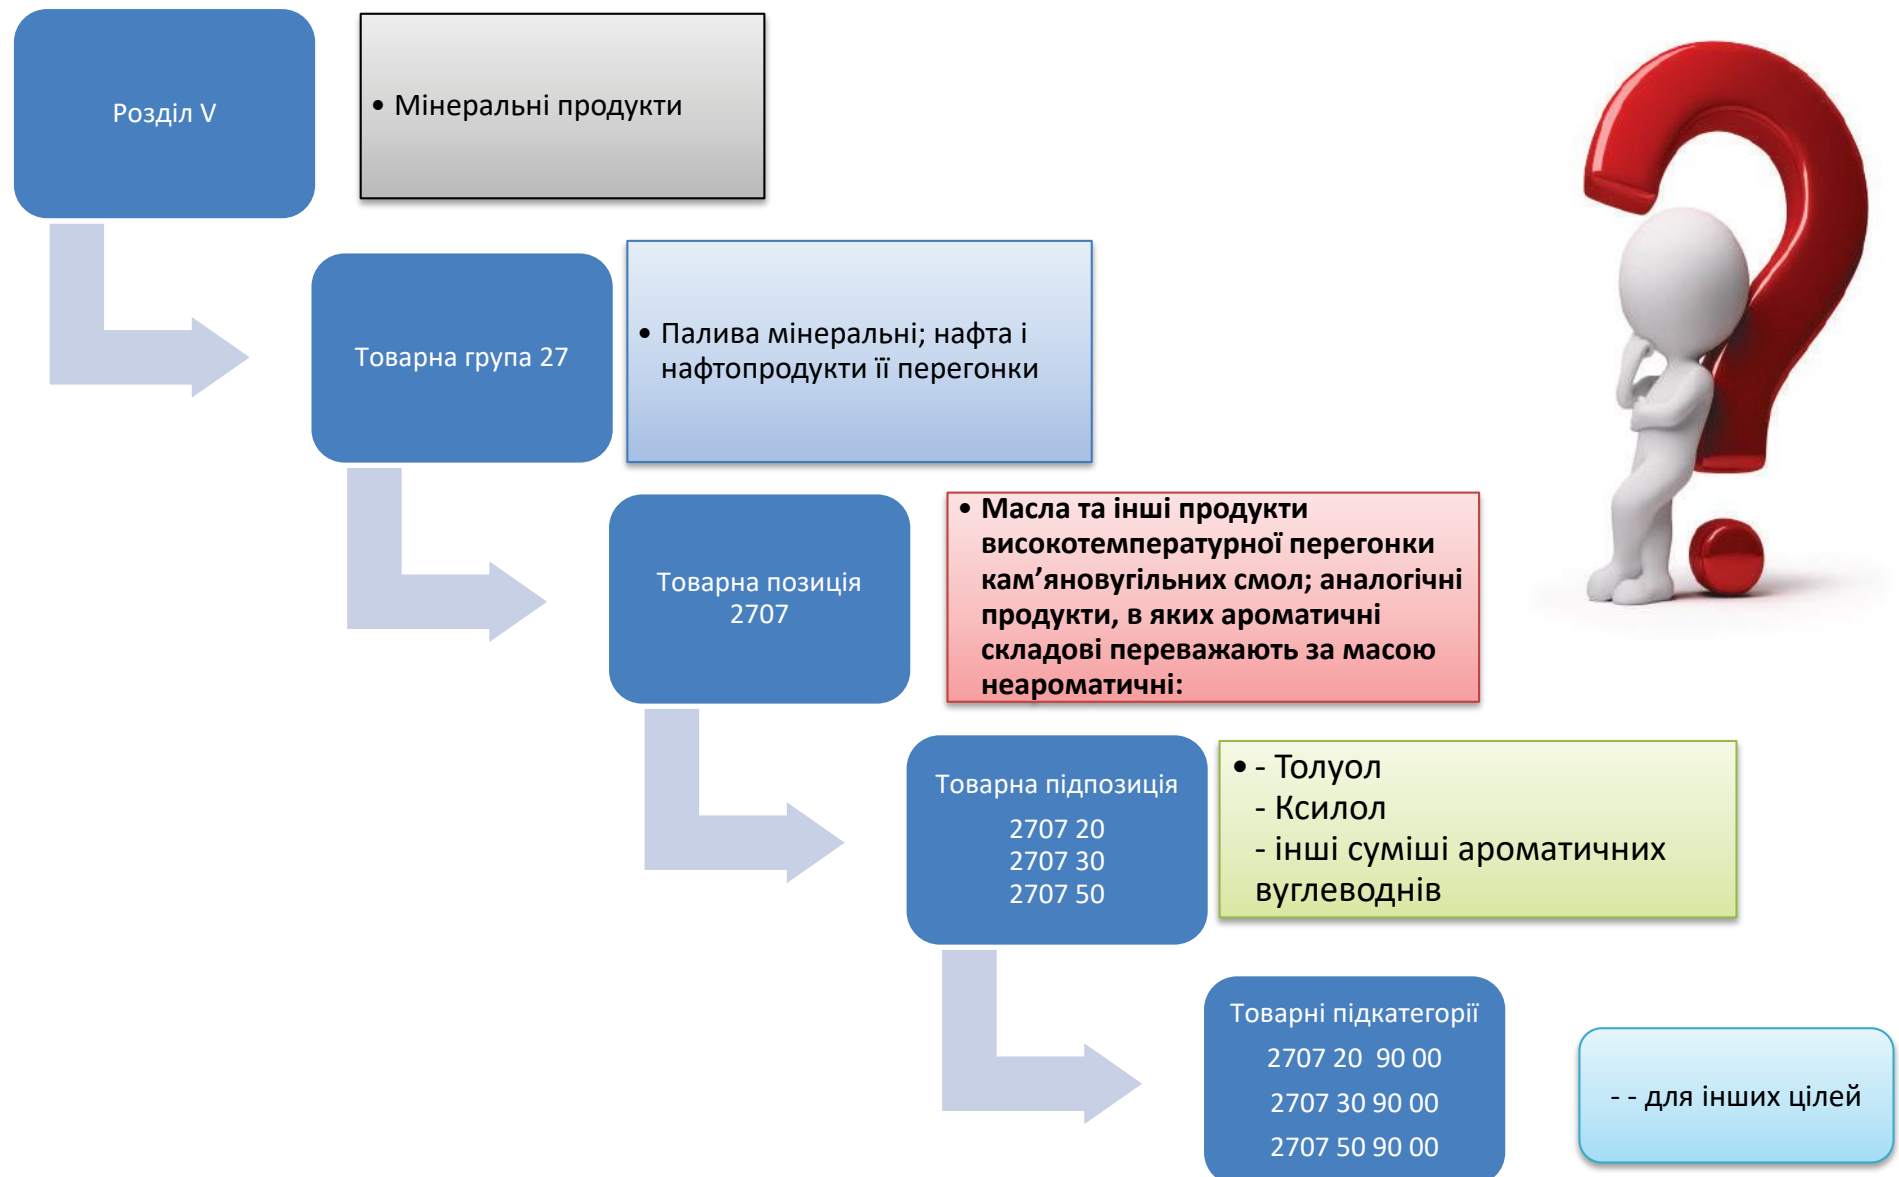 Розділ V
• Мінеральні продукти
Товарна група 27
• Палива мінеральні; нафта і
нафтопродукти її перегонки
Товарна позиція
2707
• Масла та інші продукти
високотемпературної перегонки
кам’яновугільних смол; аналогічні
продукти, в яких ароматичні
складові переважають за масою
неароматичні:
Товарна підпозиція
2707 20
2707 30
2707 50
• - Толуол
- Ксилол
- інші суміші ароматичних
вуглеводнів
Товарні підкатегорії
2707 20 90 00
2707 30 90 00
2707 50 90 00
- - для інших цілей